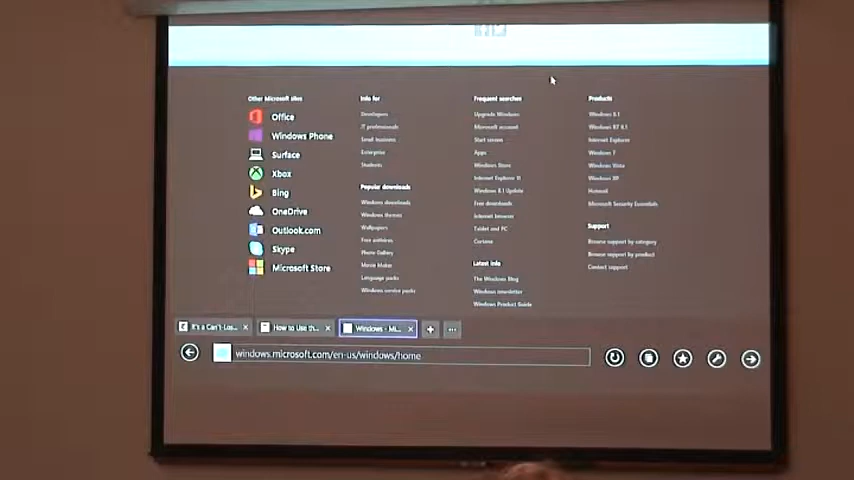 Other Microsoft sites
Office
Windows Phone
Surface
Xbox
Bing
OneDrive
Outlook.com
Skype
Microsoft Store
Info for
Developers
IT professionals
Small business
Enterprise
Students
Popular downloads
Windows downloads
Windows themes
Wallpapers
Free antivirus
Photo Gallery
Movie Maker
Language packs
Windows service packs
Frequent searches
Upgrade Windows
Microsoft account
Start screen
Apps
Windows Store
Internet Explorer 11
Windows 8.1 Update
Free downloads
Internet browser
Tablet and PC
Cortana
Latest info
The Windows Blog
Windows newsletter
Windows Product Guide
Products
Windows 8.1
Windows RT 8.1
Internet Explorer
Windows 7
Windows Vista
Windows XP
Hotmail
Microsoft Security Essentials
Support
Browse support by category
Browse support by product
Contact support
It's a Can't-Los...
How to Use th...
Windows - Mi...
windows.microsoft.com/en-us/windows/home